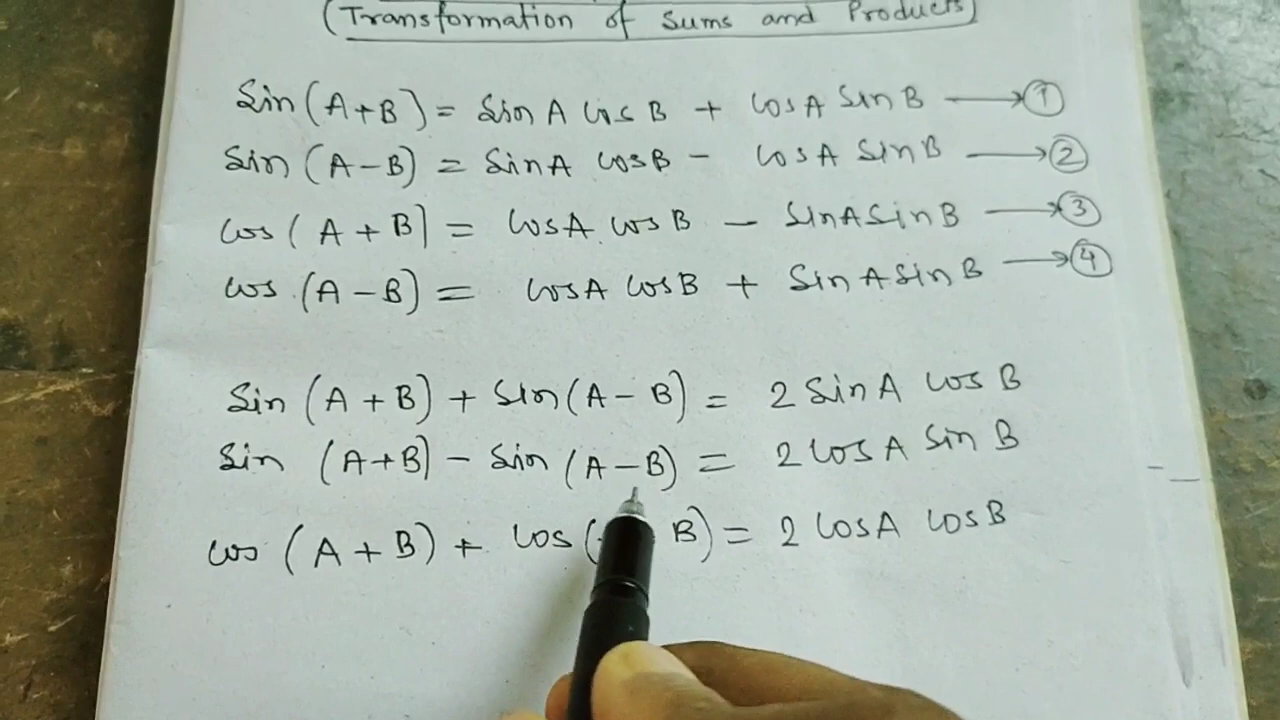 (Transformation of Sums and Products)
Sin (A+B) = Sin A Cos B + Cos A Sin B → ①
Sin (A-B) = Sin A Cos B - Cos A Sin B → ②
Cos (A+B) = Cos A . Cos B - Sin A Sin B → ③
Cos (A-B) = Cos A Cos B + Sin A Sin B → ④
Sin (A+B) + Sin (A-B) = 2 Sin A Cos B
Sin (A+B) - Sin (A-B) = 2 Cos A Sin B
Cos (A+B) + Cos ( B) = 2 Cos A Cos B